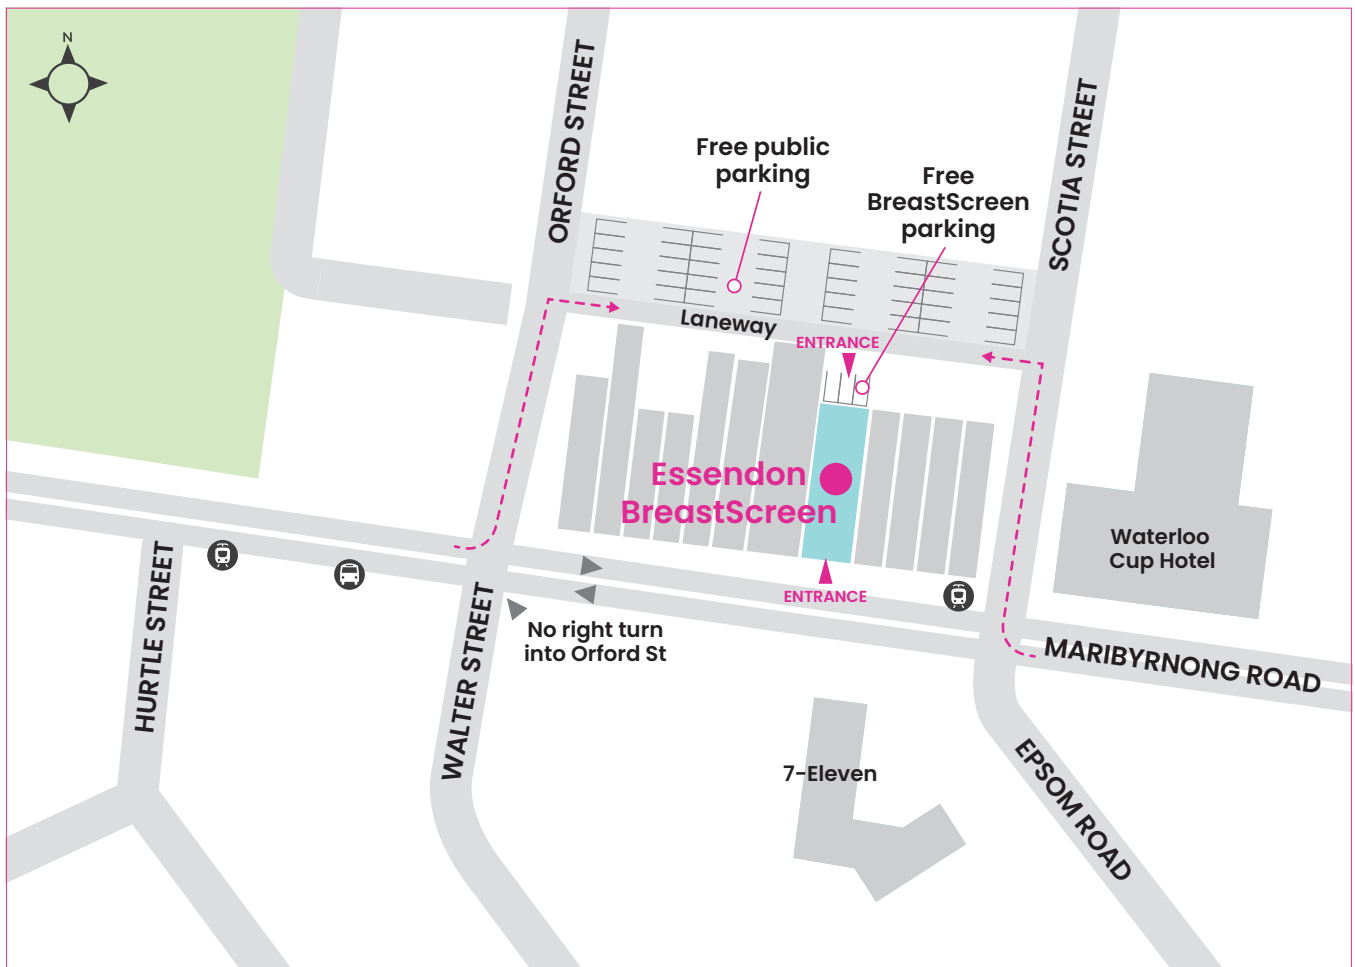 N
ORFORD STREET
SCOTIA STREET
Free public
parking
Free
BreastScreen
parking
Laneway
ENTRANCE
Essendon
BreastScreen
Waterloo
Cup Hotel
ENTRANCE
No right turn
into Orford St
HURTLE STREET
WALTER STREET
MARIBYRNONG ROAD
7-Eleven
EPSOM ROAD